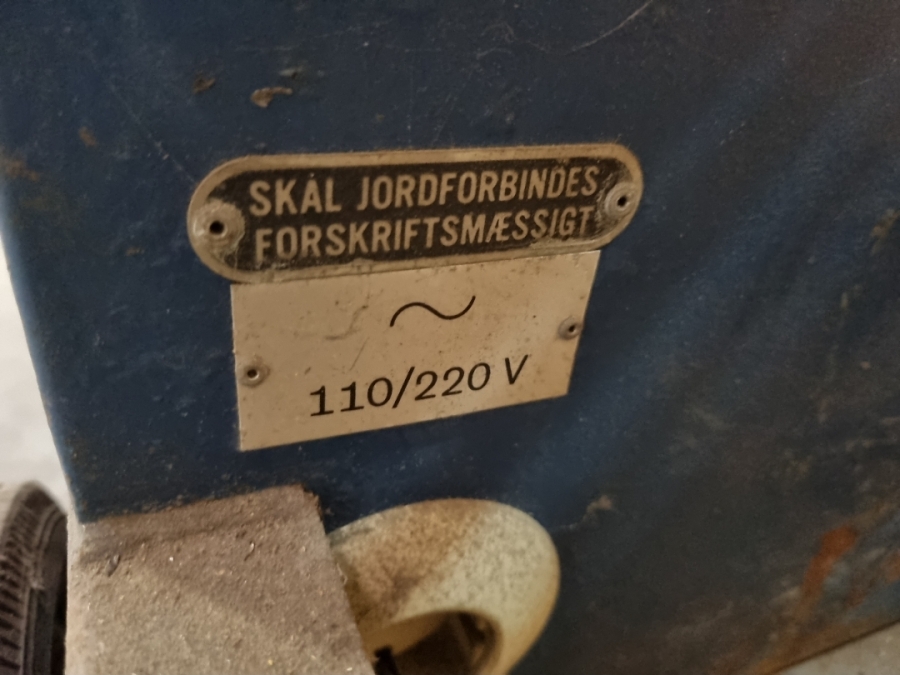 SKAL JORDFORBINDES
FORSKRIFTSMÆSSIGT
~
110/220 V